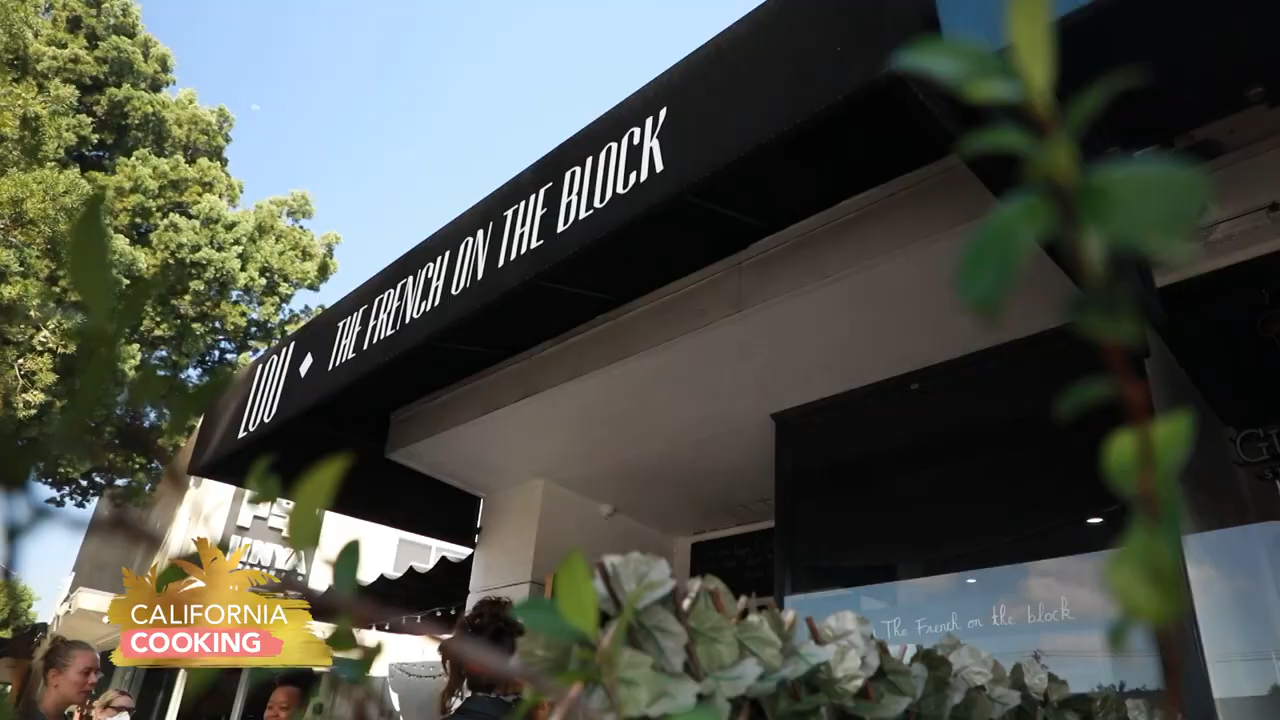 LOU ◆ THE FRENCH ON THE BLOCK
The French on the block
CALIFORNIA
COOKING